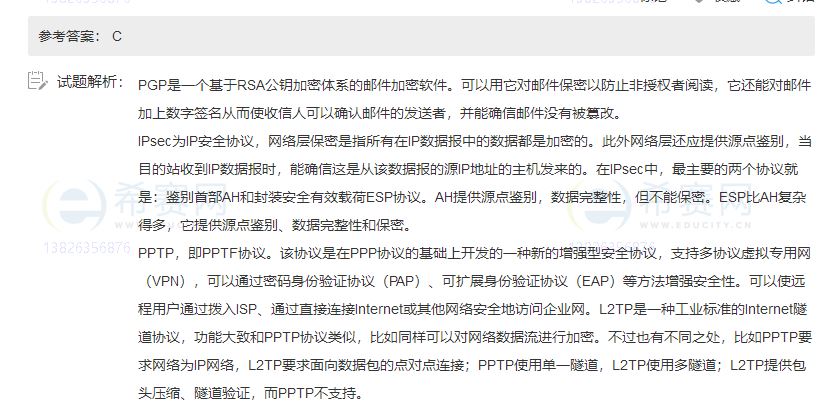 参考答案： C
试题解析： PGP是一个基于RSA公钥加密体系的邮件加密软件。可以用它对邮件保密以防止非授权者阅读，它还能对邮件
加上数字签名从而使收信人可以确认邮件的发送者，并能确信邮件没有被篡改。
IPsec为IP安全协议，网络层保密是指所有在IP数据报中的数据都是加密的。此外网络层还应提供源点鉴别，当
目的站收到IP数据报时，能确信这是从该数据报的源IP地址的主机发来的。在IPsec中，最主要的两个协议就
是：鉴别首部AH和封装安全有效载荷ESP协议。AH提供源点鉴别，数据完整性，但不能保密。ESP比AH复杂
得多，它提供源点鉴别、数据完整性和保密。
PPTP，即PPTF协议。该协议是在PPP协议的基础上开发的一种新的增强型安全协议，支持多协议虚拟专用网
（VPN），可以通过密码身份验证协议（PAP）、可扩展身份验证协议（EAP）等方法增强安全性。可以使远
程用户通过拨入ISP、通过直接连接Internet或其他网络安全地访问企业网。L2TP是一种工业标准的Internet隧
道协议，功能大致和PPTP协议类似，比如同样可以对网络数据流进行加密。不过也有不同之处，比如PPTP要
求网络为IP网络，L2TP要求面向数据包的点对点连接；PPTP使用单一隧道，L2TP使用多隧道；L2TP提供包
头压缩、隧道验证，而PPTP不支持。
希赛网
WWW.EDUCITY.CN
13826356876
希赛网
WWW.EDUCITY.CN
13826356876